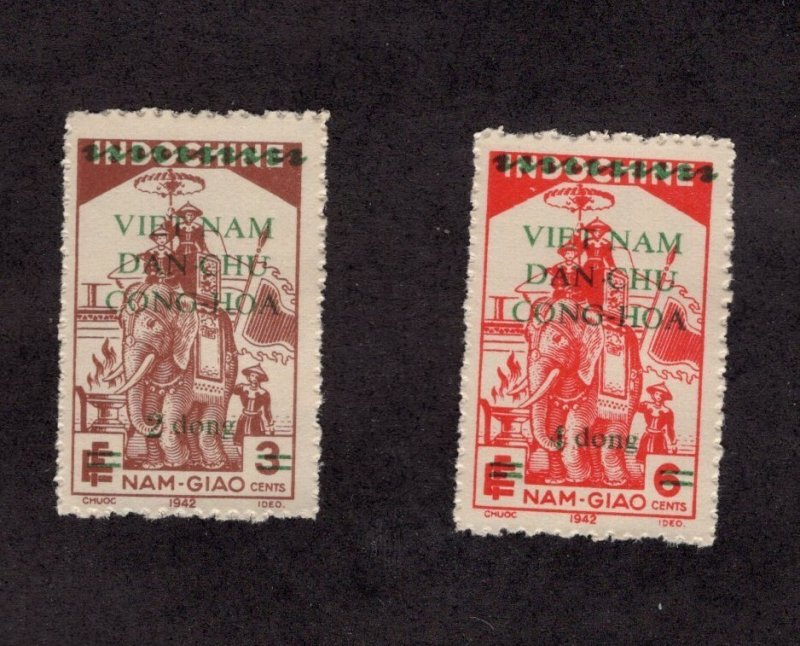 INDOCHINE
VIET-NAM
DAN-CHU
CONG-HOA
2 dong
3
NAM-GIAO CENTS
CHUOC 1942 IDEO.
INDOCHINE
VIET-NAM
DAN-CHU
CONG-HOA
4 dong
6
NAM-GIAO CENTS
CHUOC 1942 IDEO.